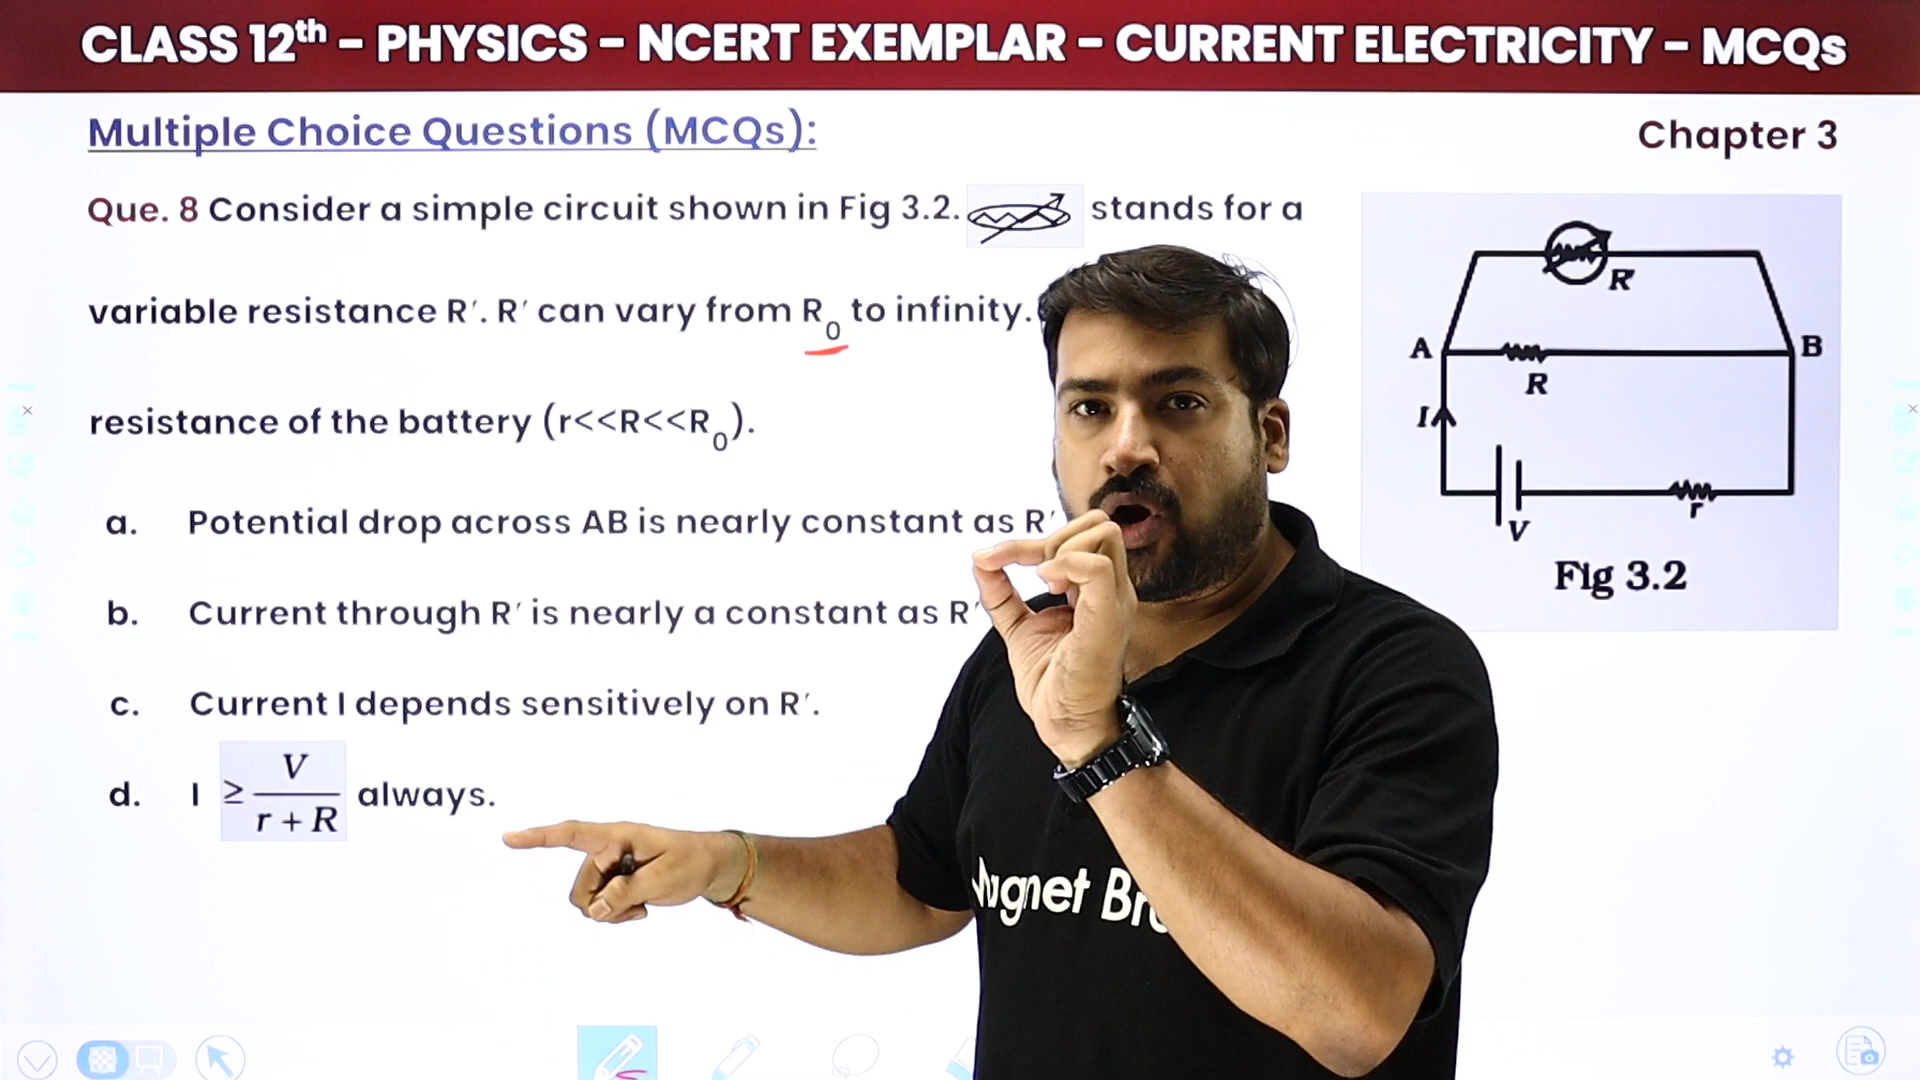 CLASS 12th – PHYSICS – NCERT EXEMPLAR – CURRENT ELECTRICITY – MCQs
Multiple Choice Questions (MCQs):
Chapter 3
Que. 8 Consider a simple circuit shown in Fig 3.2. stands for a
variable resistance R′. R′ can vary from R₀ to infinity.
resistance of the battery (r<<R<<R₀).
a. Potential drop across AB is nearly constant as R′
b. Current through R′ is nearly a constant as R′
c. Current I depends sensitively on R′.
d. I ≥ V / r + R always.
R'
A
B
R
I
V
r
Fig 3.2
Magnet Br